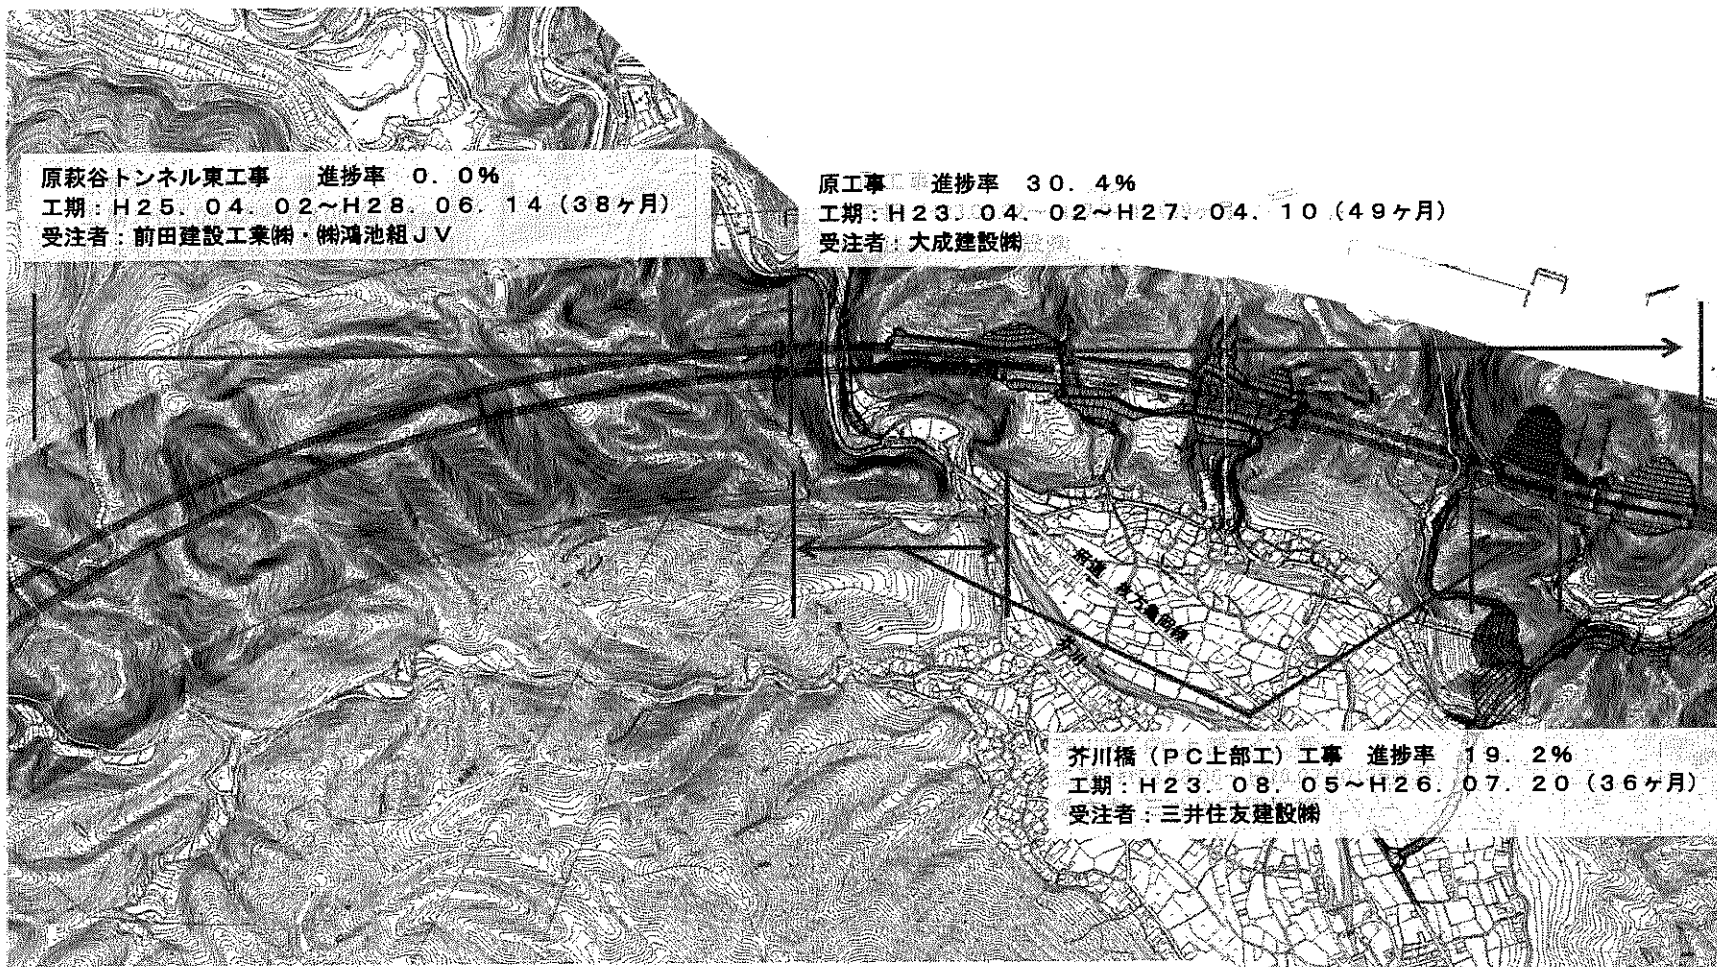 原萩谷トンネル東工事　進捗率　０．０％
工期：Ｈ２５．０４．０２～Ｈ２８．０６．１４（３８ヶ月）
受注者：前田建設工業㈱・㈱鴻池組ＪＶ
原工事　進捗率　３０．４％
工期：Ｈ２３．０４．０２～Ｈ２７．０４．１０（４９ヶ月）
受注者：大成建設㈱
府道　枚方亀岡線
芥川
芥川橋（ＰＣ上部工）工事　進捗率　１９．２％
工期：Ｈ２３．０８．０５～Ｈ２６．０７．２０（３６ヶ月）
受注者：三井住友建設㈱